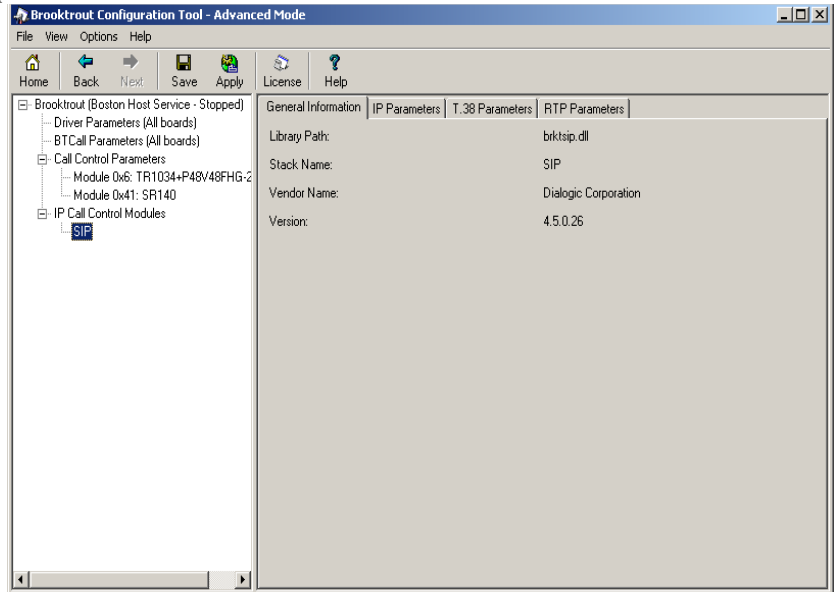 Brooktrout Configuration Tool - Advanced Mode
File View Options Help
Home Back Next Save Apply License Help
Brooktrout (Boston Host Service - Stopped)
Driver Parameters (All boards)
BTCall Parameters (All boards)
Call Control Parameters
Module 0x6: TR1034+P48V48FHG-2
Module 0x41: SR140
IP Call Control Modules
SIP
General Information IP Parameters T.38 Parameters RTP Parameters
Library Path: brktsip.dll
Stack Name: SIP
Vendor Name: Dialogic Corporation
Version: 4.5.0.26